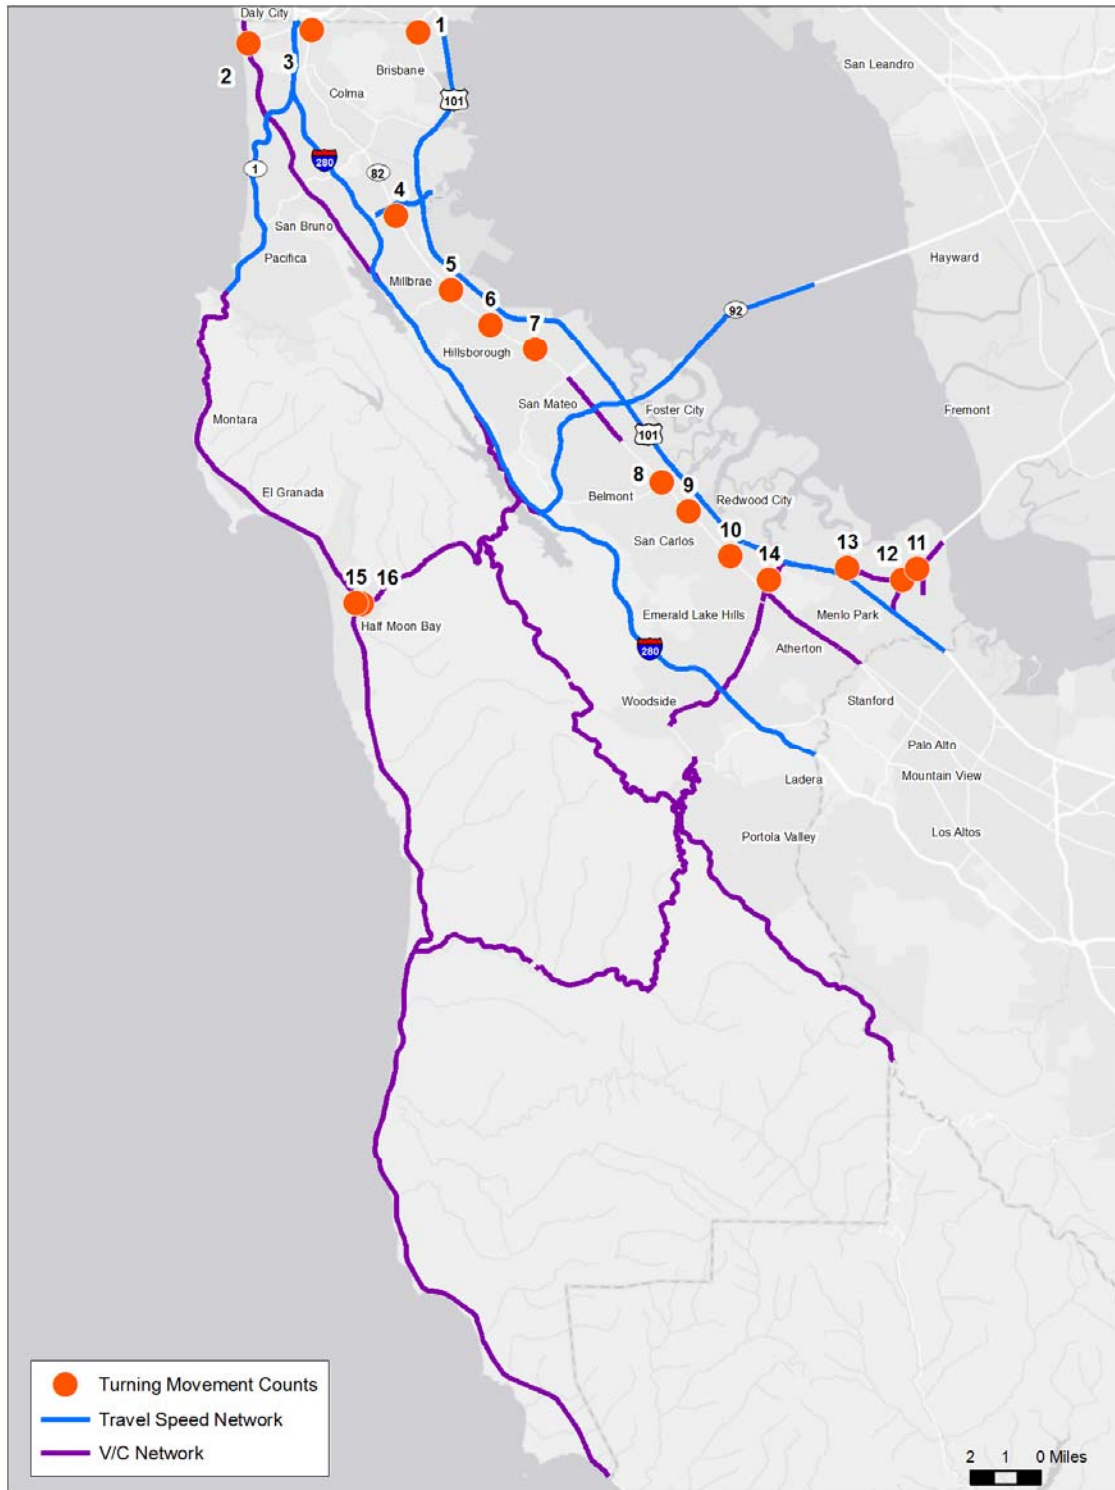 Daly City
1
2
3
Brisbane
San Leandro
Colma
101
280
1
82
4
San Bruno
Pacifica
Hayward
5
Millbrae
6
92
7
Hillsborough
San Mateo
Foster City
Fremont
Montara
101
8
9
Belmont
Redwood City
El Granada
10
San Carlos
13
12
11
14
15
16
Emerald Lake Hills
Menlo Park
Half Moon Bay
280
Atherton
Woodside
Stanford
Palo Alto
Ladera
Mountain View
Portola Valley
Los Altos
Turning Movement Counts
Travel Speed Network
V/C Network
2 1 0 Miles